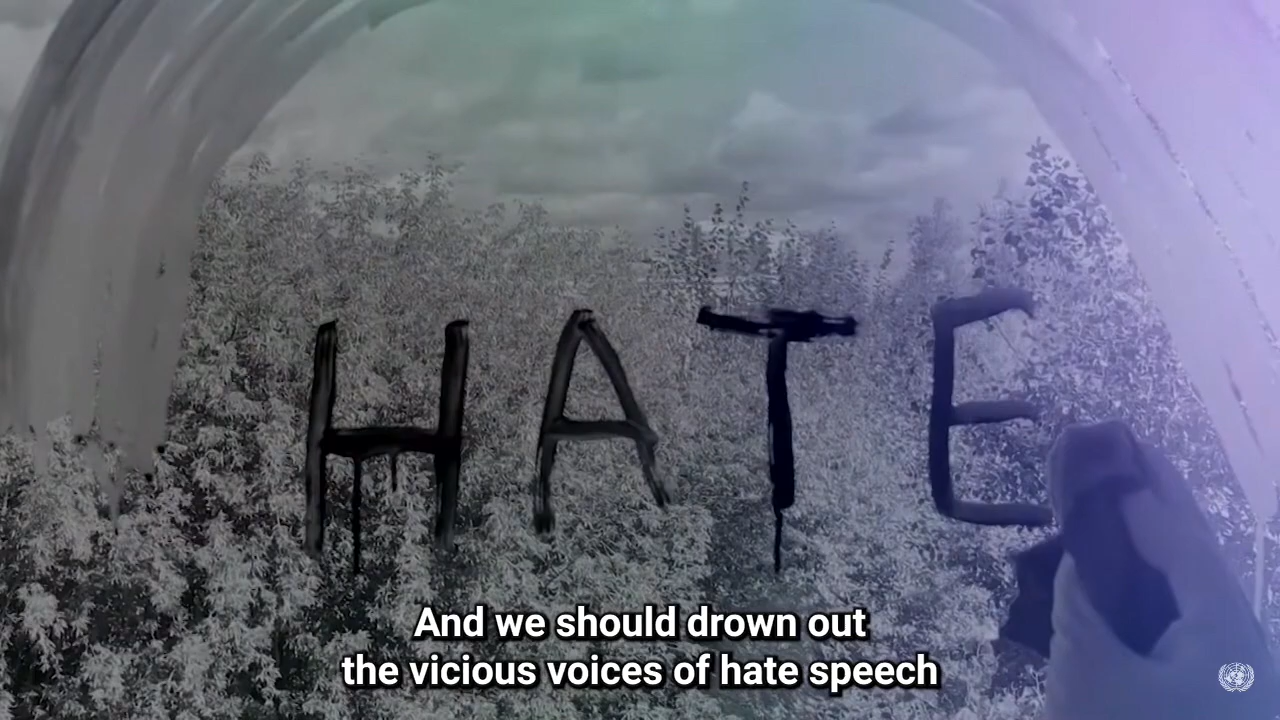 HATE
And we should drown out
the vicious voices of hate speech